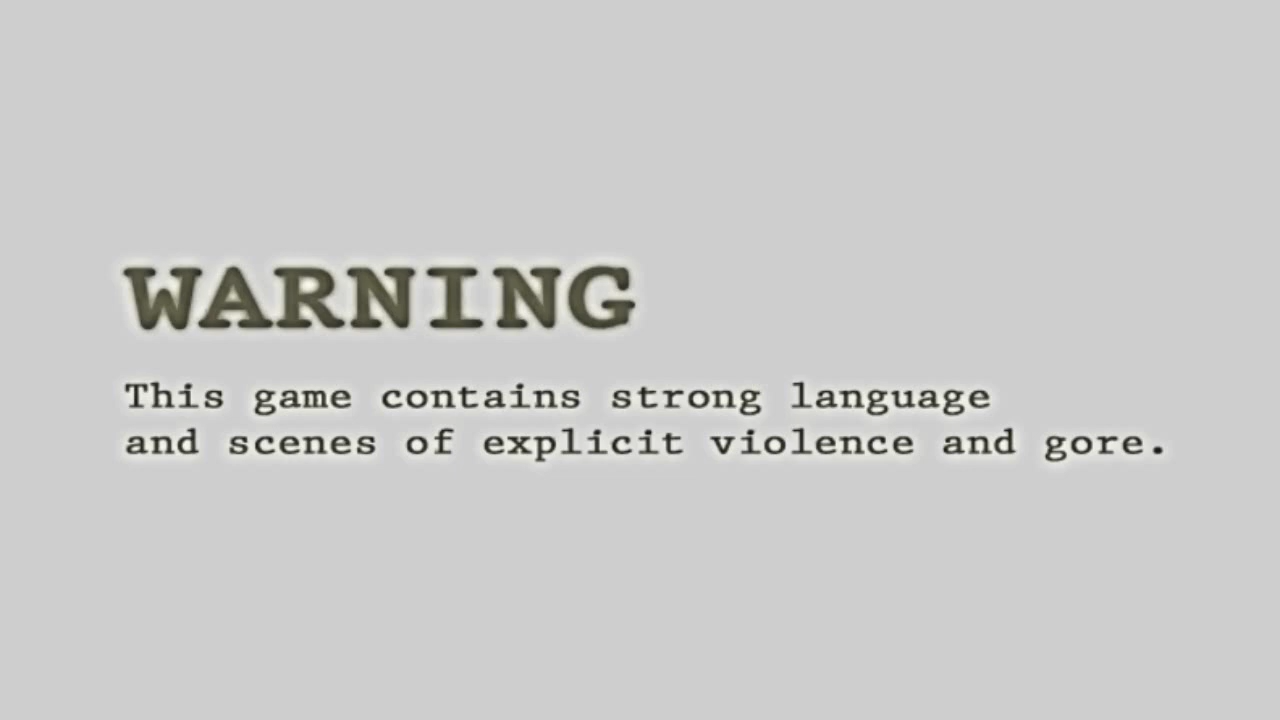 WARNING
This game contains strong language
and scenes of explicit violence and gore.